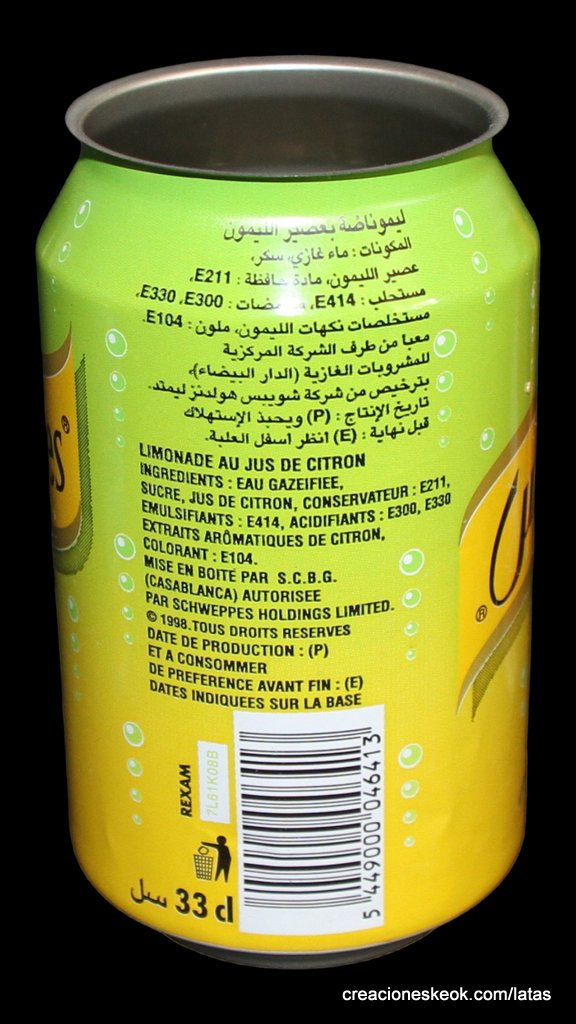 ليموناضة بعصير الليمون
المكونات : ماء غازي، سكر،
عصير الليمون، مادة حافظة : E211،
مستحلب : E414، محمضات : E300، E330،
مستخلصات نكهات الليمون، ملون : E104.
معبا من طرف الشركة المركزية
للمشروبات الغازية (الدار البيضاء)،
بترخيص من شركة شويبس هولدنز ليمتد.
تاريخ الإنتاج : (P) ويحبذ الإستهلاك
قبل نهاية : (E) انظر أسفل العلبة.
LIMONADE AU JUS DE CITRON
INGREDIENTS : EAU GAZEIFIEE,
SUCRE, JUS DE CITRON, CONSERVATEUR : E211,
EMULSIFIANTS : E414, ACIDIFIANTS : E300, E330
EXTRAITS ARÔMATIQUES DE CITRON,
COLORANT : E104.
MISE EN BOITE PAR S.C.B.G.
(CASABLANCA) AUTORISEE
PAR SCHWEPPES HOLDINGS LIMITED.
© 1998. TOUS DROITS RESERVES
DATE DE PRODUCTION : (P)
ET A CONSOMMER
DE PREFERENCE AVANT FIN : (E)
DATES INDIQUEES SUR LA BASE
REXAM
7L61K08B
5 449000 046413
33 cl سل
creacioneskeok.com/latas